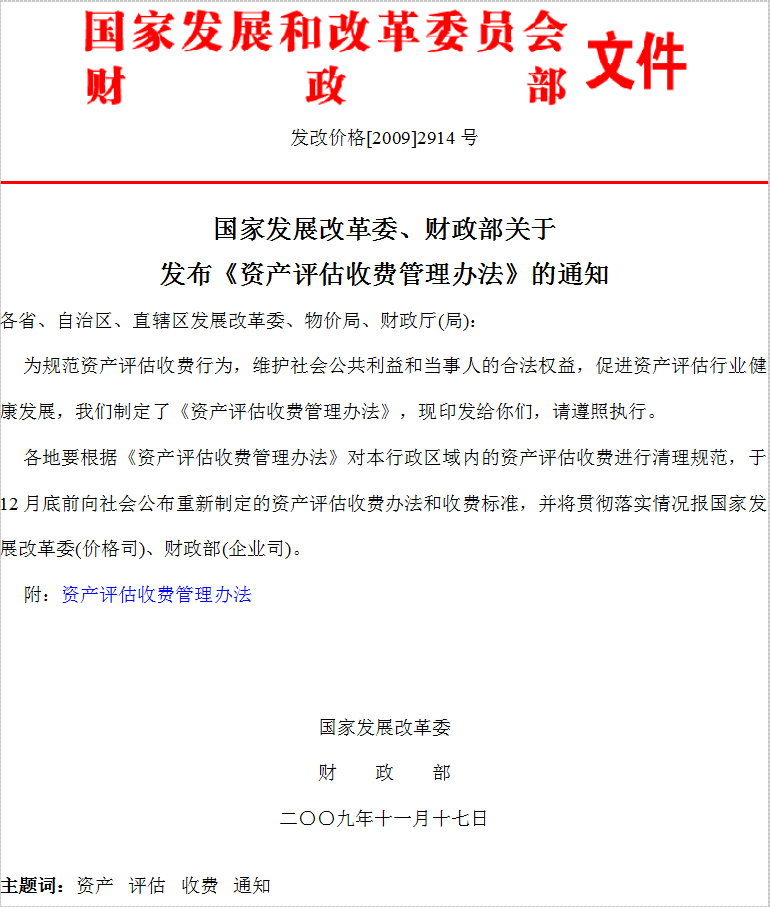 国家发展和改革委员会
财政部 文件
发改价格[2009]2914 号
国家发展改革委、财政部关于
发布《资产评估收费管理办法》的通知
各省、自治区、直辖区发展改革委、物价局、财政厅(局)：
为规范资产评估收费行为，维护社会公共利益和当事人的合法权益，促进资产评估行业健
康发展，我们制定了《资产评估收费管理办法》，现印发给你们，请遵照执行。
各地要根据《资产评估收费管理办法》对本行政区域内的资产评估收费进行清理规范，于
12 月底前向社会公布重新制定的资产评估收费办法和收费标准，并将贯彻落实情况报国家发
展改革委(价格司)、财政部(企业司)。
附：资产评估收费管理办法
国家发展改革委
财 政 部
二〇〇九年十一月十七日
主题词：资产 评估 收费 通知